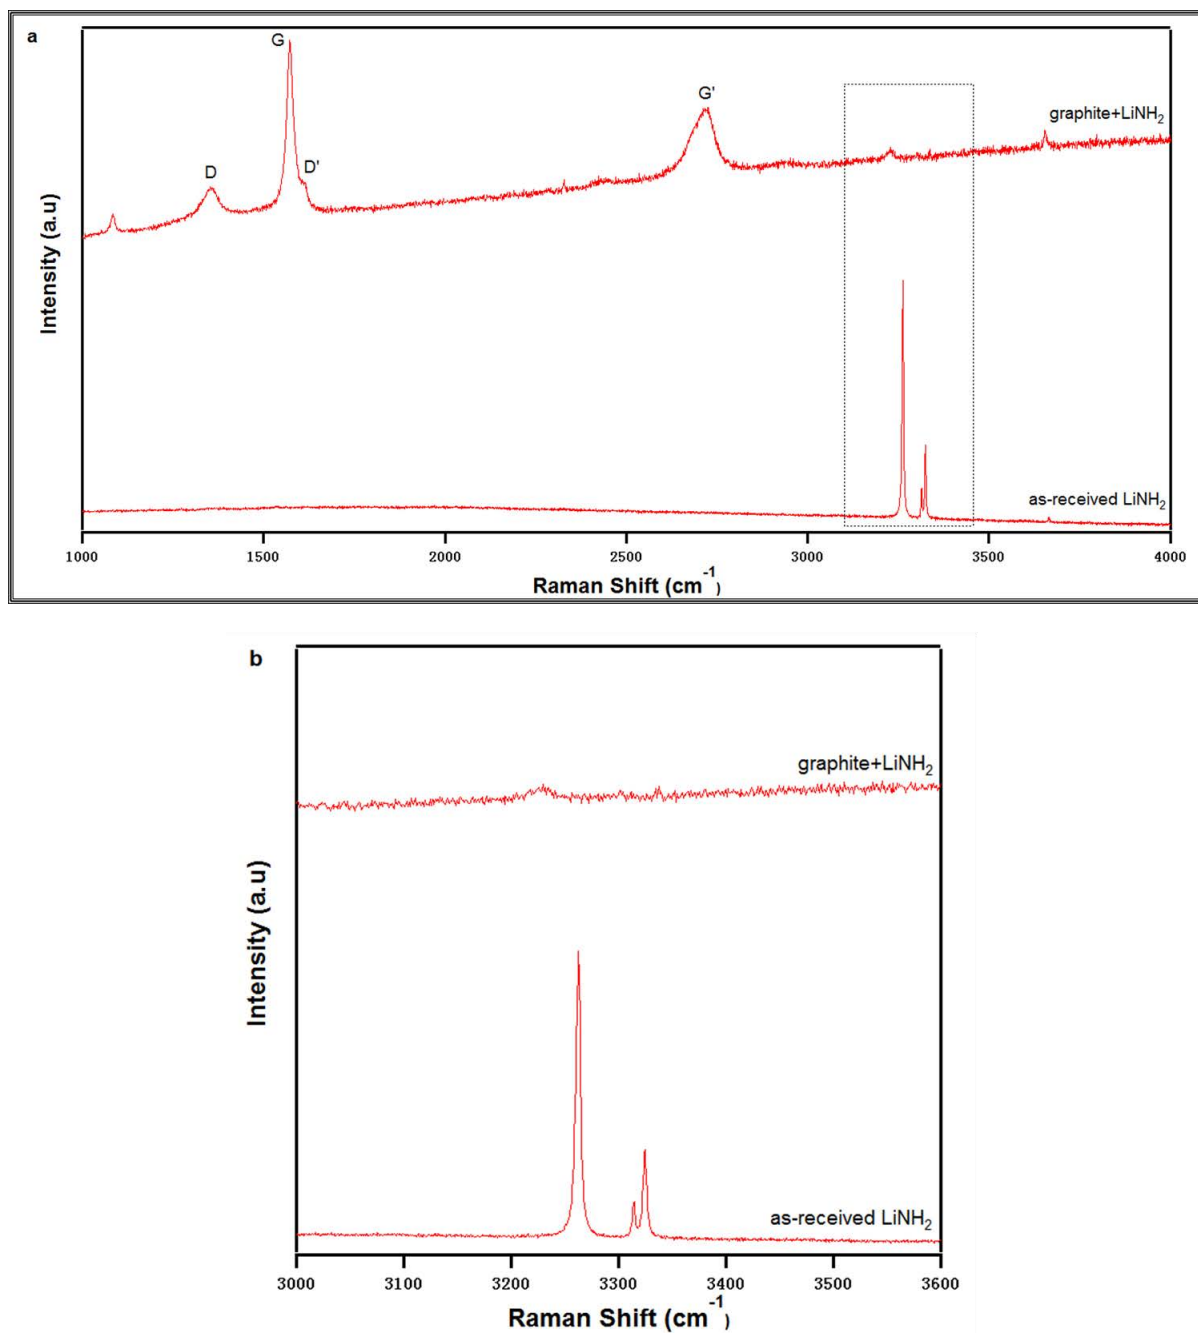 a
G
G'
D
D'
graphite+LiNH₂
as-received LiNH₂
Intensity (a.u)
1000 1500 2000 2500 3000 3500 4000
Raman Shift (cm⁻¹)
b
graphite+LiNH₂
as-received LiNH₂
Intensity (a.u)
3000 3100 3200 3300 3400 3500 3600
Raman Shift (cm⁻¹)